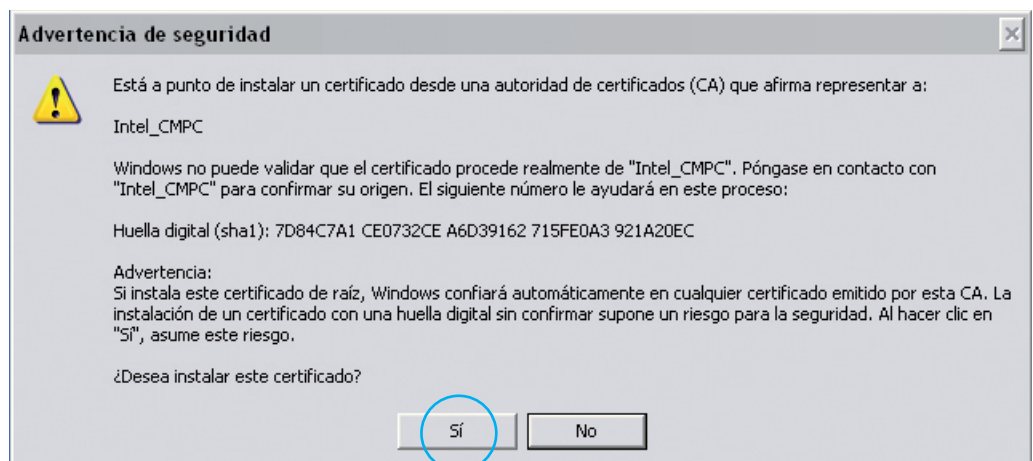 Advertencia de seguridad
Está a punto de instalar un certificado desde una autoridad de certificados (CA) que afirma representar a:
Intel_CMPC
Windows no puede validar que el certificado procede realmente de "Intel_CMPC". Póngase en contacto con
"Intel_CMPC" para confirmar su origen. El siguiente número le ayudará en este proceso:
Huella digital (sha1): 7D84C7A1 CE0732CE A6D39162 715FE0A3 921A20EC
Advertencia:
Si instala este certificado de raíz, Windows confiará automáticamente en cualquier certificado emitido por esta CA. La
instalación de un certificado con una huella digital sin confirmar supone un riesgo para la seguridad. Al hacer clic en
"Sí", asume este riesgo.
¿Desea instalar este certificado?
Sí No